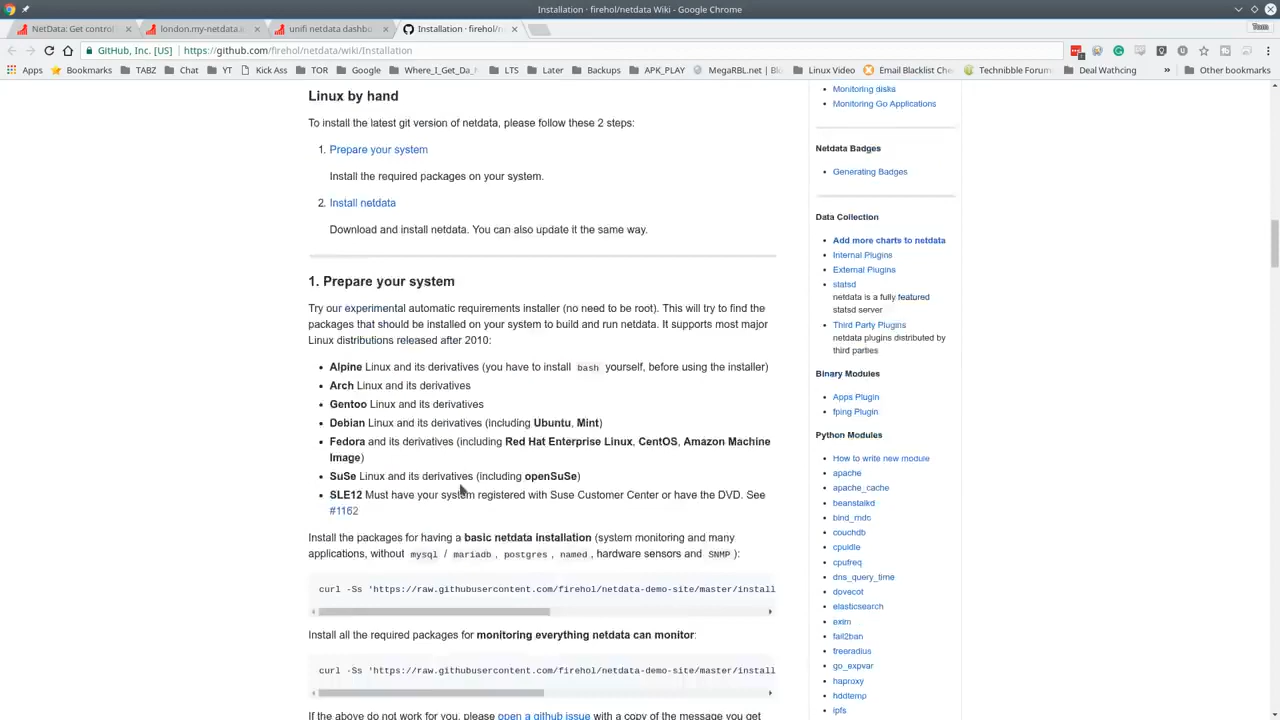 Installation · firehol/netdata Wiki - Google Chrome
NetData: Get control
london.my-netdata.i
unifi netdata dashbo
Installation · firehol/ne
Tom
GitHub, Inc. [US]
https://github.com/firehol/netdata/wiki/Installation
Apps
Bookmarks
TABZ
Chat
YT
Kick Ass
TOR
Google
Where_I_Get_Da_
LTS
Later
Backups
APK_PLAY
MegaRBL.net | Bl
Linux Video
Email Blacklist Che
Technibble Forum
Deal Wathcing
»
Other bookmarks
Linux by hand
To install the latest git version of netdata, please follow these 2 steps:
1. Prepare your system
Install the required packages on your system.
2. Install netdata
Download and install netdata. You can also update it the same way.
1. Prepare your system
Try our experimental automatic requirements installer (no need to be root). This will try to find the
packages that should be installed on your system to build and run netdata. It supports most major
Linux distributions released after 2010:
• Alpine Linux and its derivatives (you have to install bash yourself, before using the installer)
• Arch Linux and its derivatives
• Gentoo Linux and its derivatives
• Debian Linux and its derivatives (including Ubuntu, Mint)
• Fedora and its derivatives (including Red Hat Enterprise Linux, CentOS, Amazon Machine
Image)
• SuSe Linux and its derivatives (including openSuSe)
• SLE12 Must have your system registered with Suse Customer Center or have the DVD. See
#1162
Install the packages for having a basic netdata installation (system monitoring and many
applications, without mysql / mariadb , postgres , named , hardware sensors and SNMP ):
curl -Ss 'https://raw.githubusercontent.com/firehol/netdata-demo-site/master/install
Install all the required packages for monitoring everything netdata can monitor:
curl -Ss 'https://raw.githubusercontent.com/firehol/netdata-demo-site/master/install
If the above do not work for you, please open a github issue with a copy of the message you get
Monitoring disks
• Monitoring Go Applications
Netdata Badges
• Generating Badges
Data Collection
• Add more charts to netdata
• Internal Plugins
• External Plugins
• statsd
netdata is a fully featured
statsd server
• Third Party Plugins
netdata plugins distributed by
third parties
Binary Modules
• Apps Plugin
• fping Plugin
Python Modules
• How to write new module
• apache
• apache_cache
• beanstalkd
• bind_rndc
• couchdb
• cpuidle
• cpufreq
• dns_query_time
• dovecot
• elasticsearch
• exim
• fail2ban
• freeradius
• go_expvar
• haproxy
• hddtemp
• ipfs